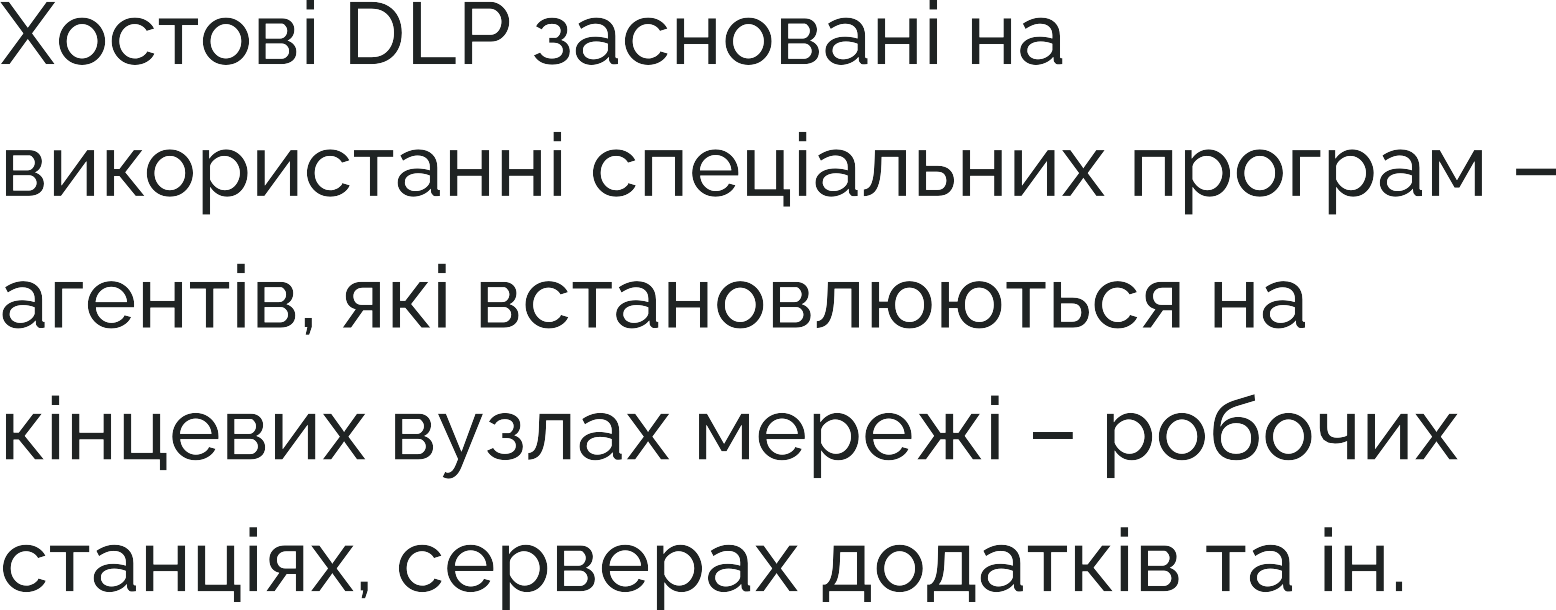 Хостові DLP засновані на
використанні спеціальних програм –
агентів, які встановлюються на
кінцевих вузлах мережі – робочих
станціях, серверах додатків та ін.